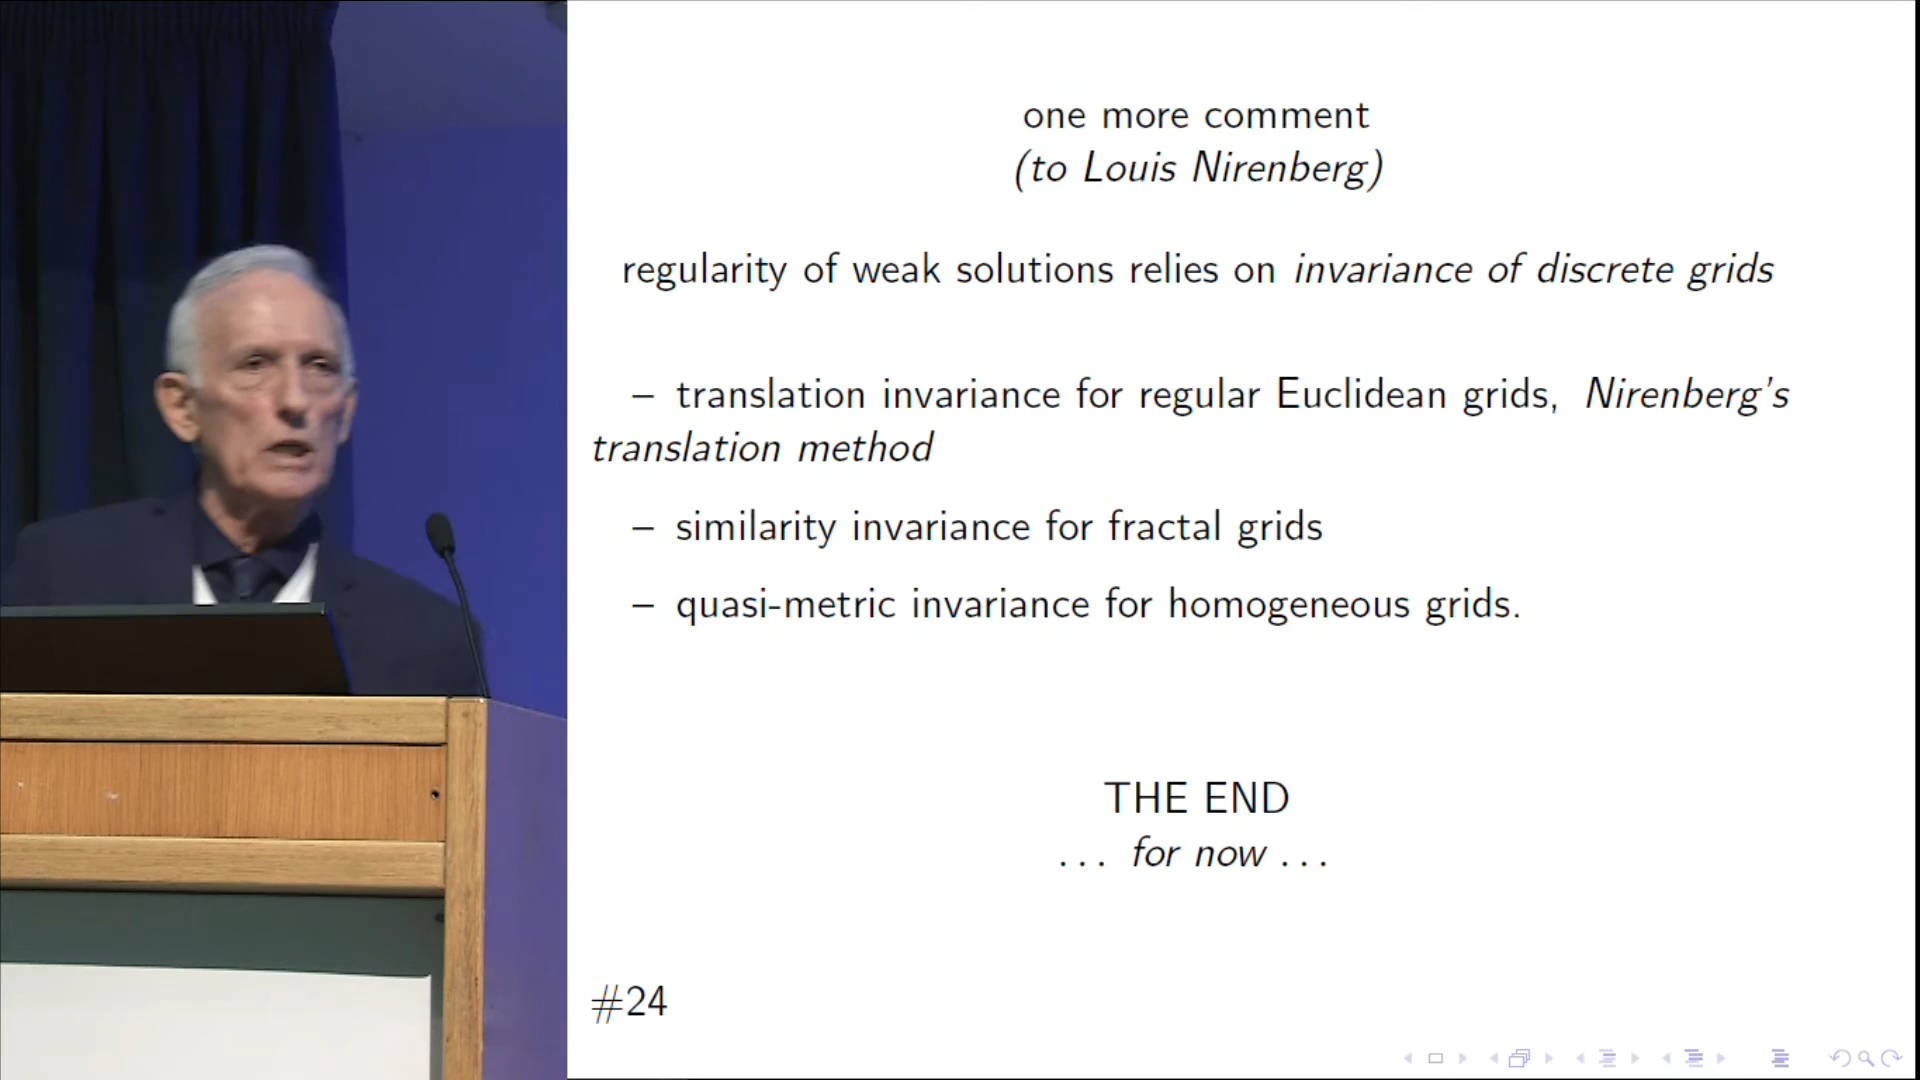 one more comment
(to Louis Nirenberg)
regularity of weak solutions relies on invariance of discrete grids
– translation invariance for regular Euclidean grids, Nirenberg's
translation method
– similarity invariance for fractal grids
– quasi-metric invariance for homogeneous grids.
THE END
... for now ...
#24